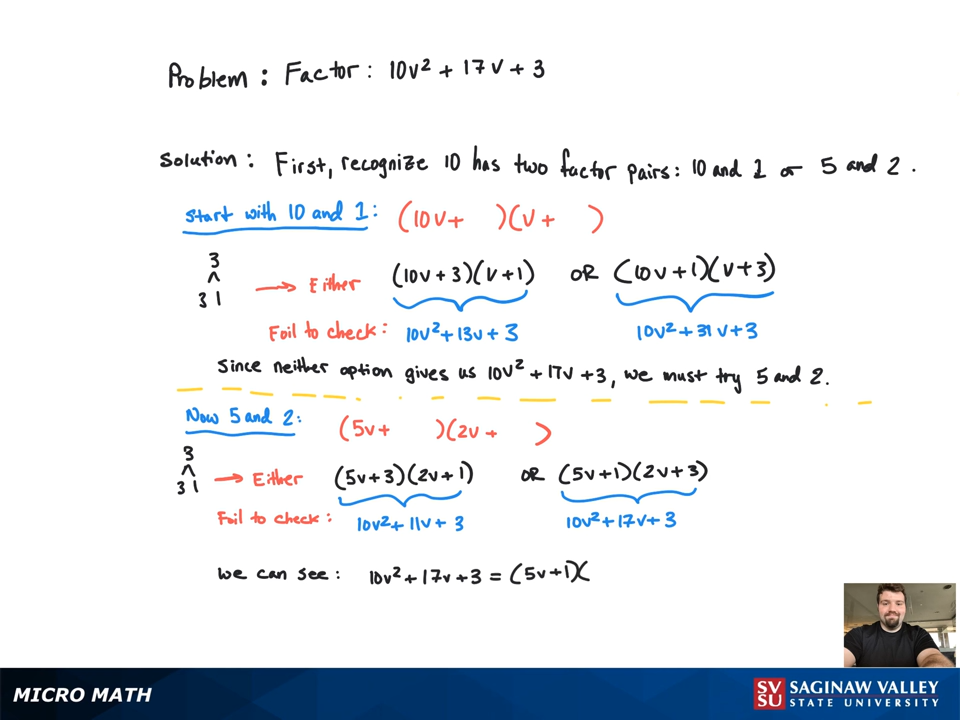 Problem: Factor: 10v² + 17v + 3
Solution: First, recognize 10 has two factor pairs: 10 and 1 or 5 and 2.
Start with 10 and 1: (10v+ )(v+ )
3
^
3 1
→ Either (10v+3)(v+1) OR (10v+1)(v+3)
Foil to check: 10v²+13v+3 10v²+31v+3
Since neither option gives us 10v²+17v+3, we must try 5 and 2.
Now 5 and 2: (5v+ )(2v+ )
3
^
3 1
→ Either (5v+3)(2v+1) OR (5v+1)(2v+3)
Foil to check: 10v²+11v+3 10v²+17v+3
We can see: 10v²+17v+3 = (5v+1)(
MICRO MATH
SV
SU
SAGINAW VALLEY
STATE UNIVERSITY